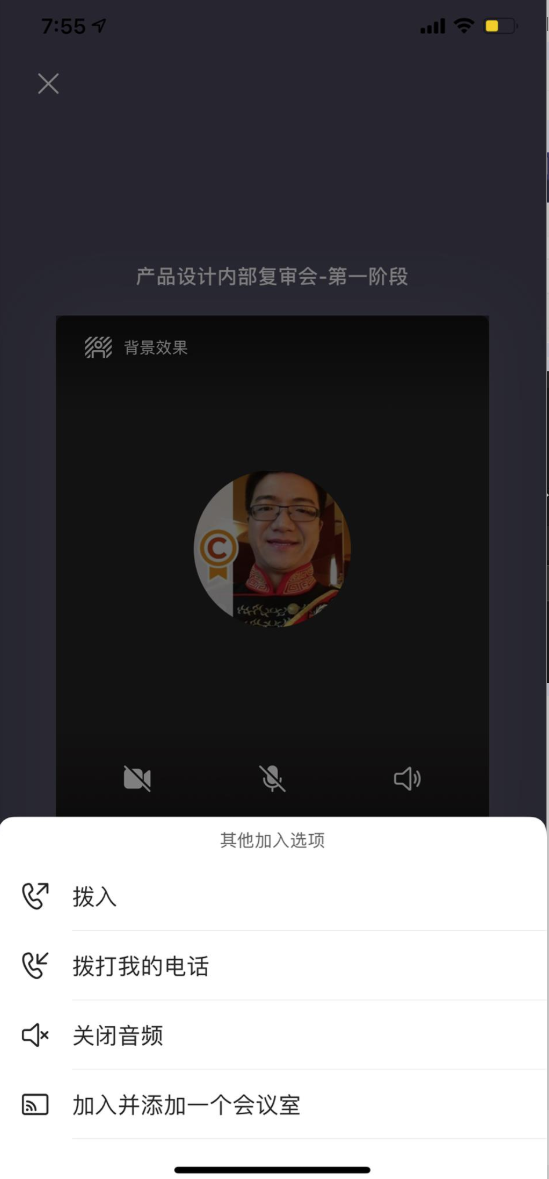 7:55
产品设计内部复审会-第一阶段
背景效果
C
其他加入选项
拨入
拨打我的电话
关闭音频
加入并添加一个会议室